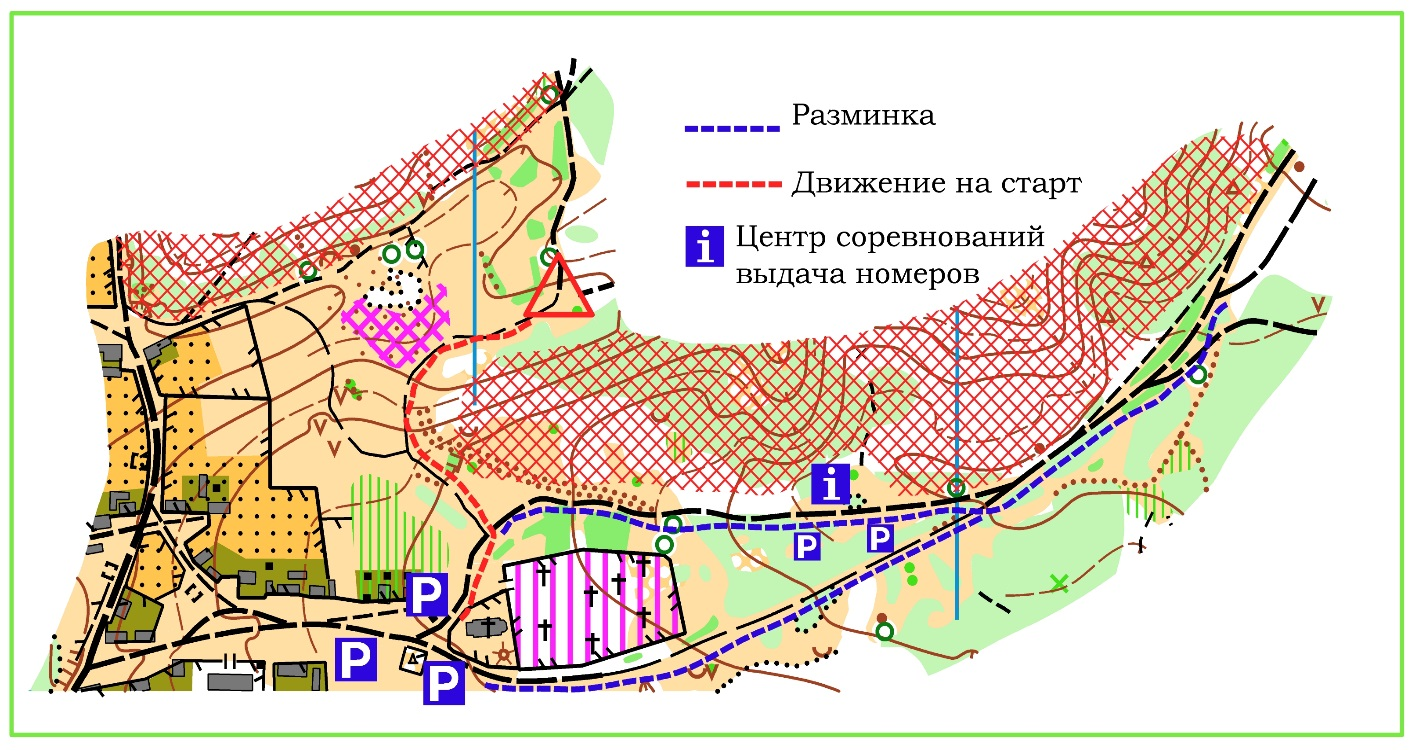 Разминка
Движение на старт
i
Центр соревнований
выдача номеров
i
P
P
P
P
P